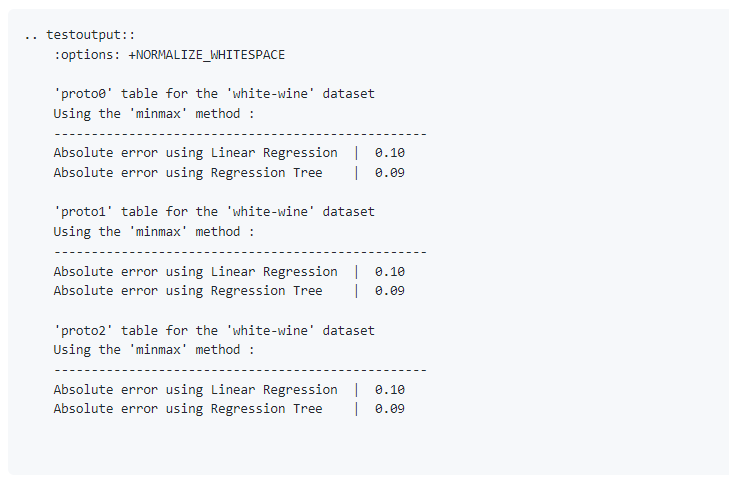 .. testoutput::
:options: +NORMALIZE_WHITESPACE
'proto0' table for the 'white-wine' dataset
Using the 'minmax' method :
--------------------------------------------------
Absolute error using Linear Regression | 0.10
Absolute error using Regression Tree | 0.09
'proto1' table for the 'white-wine' dataset
Using the 'minmax' method :
--------------------------------------------------
Absolute error using Linear Regression | 0.10
Absolute error using Regression Tree | 0.09
'proto2' table for the 'white-wine' dataset
Using the 'minmax' method :
--------------------------------------------------
Absolute error using Linear Regression | 0.10
Absolute error using Regression Tree | 0.09